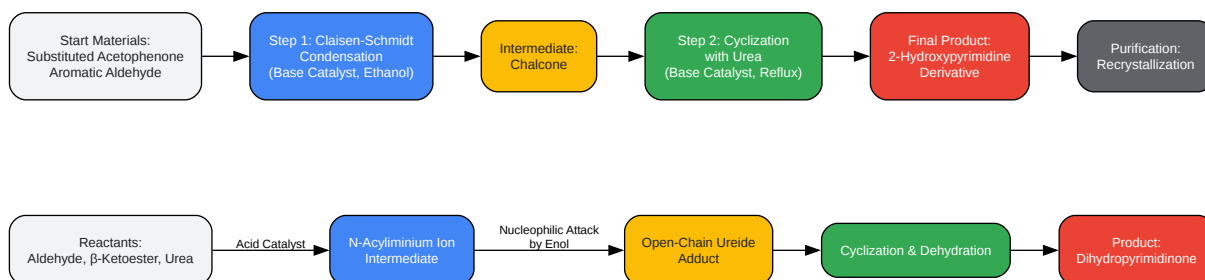 Start Materials:
Substituted Acetophenone
Aromatic Aldehyde
Step 1: Claisen-Schmidt
Condensation
(Base Catalyst, Ethanol)
Intermediate:
Chalcone
Step 2: Cyclization
with Urea
(Base Catalyst, Reflux)
Final Product:
2-Hydroxypyrimidine
Derivative
Purification:
Recrystallization
Reactants:
Aldehyde, β-Ketoester, Urea
Acid Catalyst
N-Acyliminium Ion
Intermediate
Nucleophilic Attack
by Enol
Open-Chain Ureide
Adduct
Cyclization & Dehydration
Product:
Dihydropyrimidinone